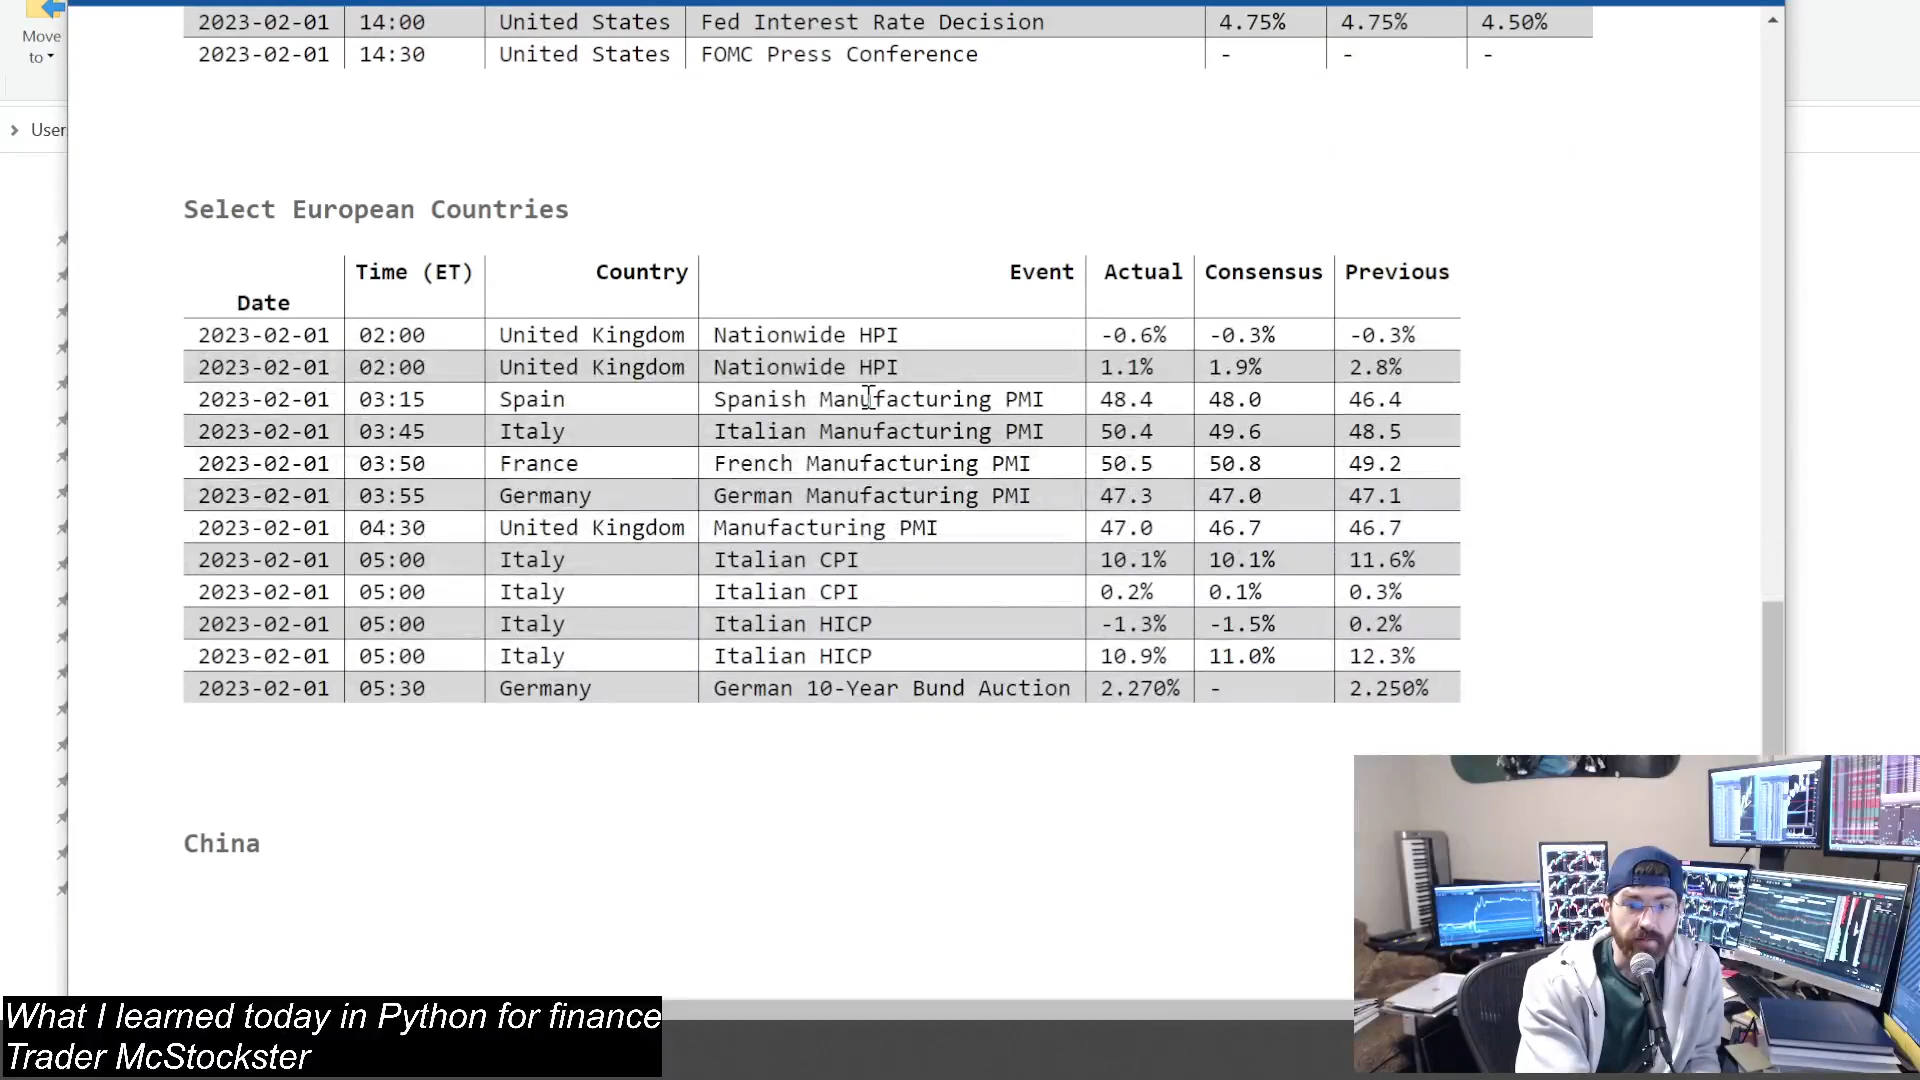 Move
to
User
2023-02-01 14:00 United States Fed Interest Rate Decision 4.75% 4.75% 4.50%
2023-02-01 14:30 United States FOMC Press Conference - - -
Select European Countries
Time (ET) Country Event Actual Consensus Previous
Date
2023-02-01 02:00 United Kingdom Nationwide HPI -0.6% -0.3% -0.3%
2023-02-01 02:00 United Kingdom Nationwide HPI 1.1% 1.9% 2.8%
2023-02-01 03:15 Spain Spanish Manufacturing PMI 48.4 48.0 46.4
2023-02-01 03:45 Italy Italian Manufacturing PMI 50.4 49.6 48.5
2023-02-01 03:50 France French Manufacturing PMI 50.5 50.8 49.2
2023-02-01 03:55 Germany German Manufacturing PMI 47.3 47.0 47.1
2023-02-01 04:30 United Kingdom Manufacturing PMI 47.0 46.7 46.7
2023-02-01 05:00 Italy Italian CPI 10.1% 10.1% 11.6%
2023-02-01 05:00 Italy Italian CPI 0.2% 0.1% 0.3%
2023-02-01 05:00 Italy Italian HICP -1.3% -1.5% 0.2%
2023-02-01 05:00 Italy Italian HICP 10.9% 11.0% 12.3%
2023-02-01 05:30 Germany German 10-Year Bund Auction 2.270% - 2.250%
China
What I learned today in Python for finance
Trader McStockster